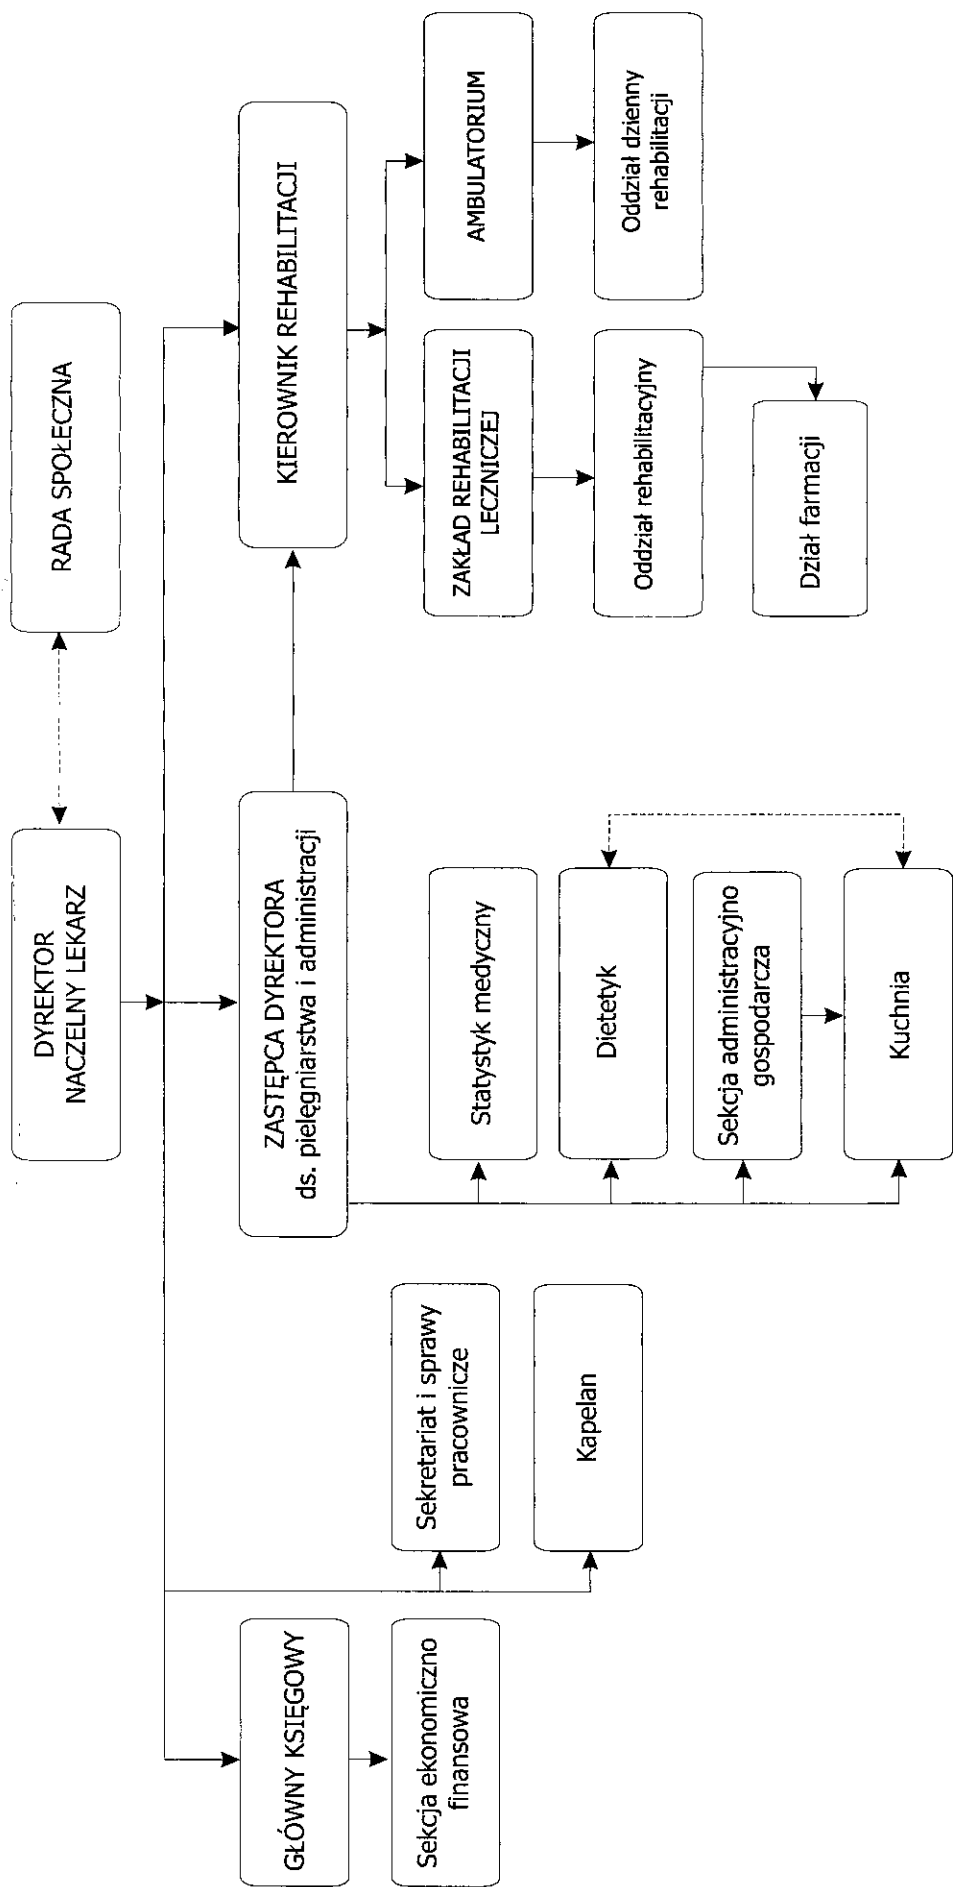 DYREKTOR
NACZELNY LEKARZ
RADA SPOŁECZNA
GŁÓWNY KSIĘGOWY
ZASTĘPCA DYREKTORA
ds. pielęgniarstwa i administracji
KIEROWNIK REHABILITACJI
Sekcja ekonomiczno
finansowa
Sekretariat i sprawy
pracownicze
Kapelan
Statystyk medyczny
Dietetyk
Sekcja administracyjno
gospodarcza
Kuchnia
ZAKŁAD REHABILITACJI
LECZNICZEJ
AMBULATORIUM
Oddział rehabilitacyjny
Oddział dzienny
rehabilitacji
Dział farmacji